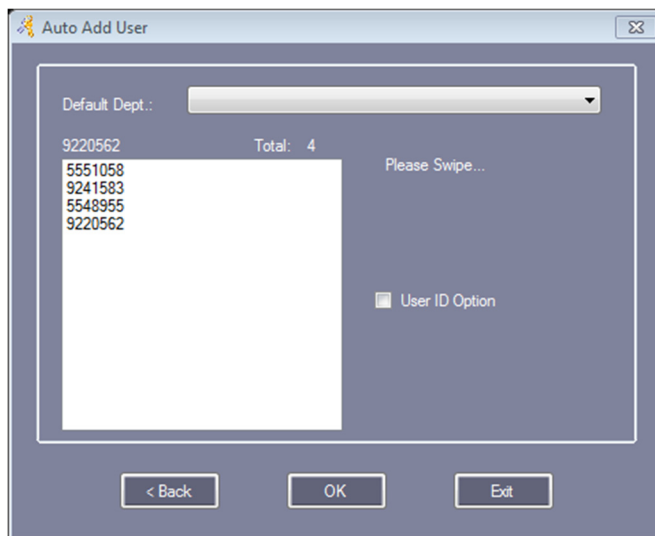 Auto Add User
Default Dept.:
9220562 Total: 4
5551058
9241583
5548955
9220562
Please Swipe...
User ID Option
< Back OK Exit